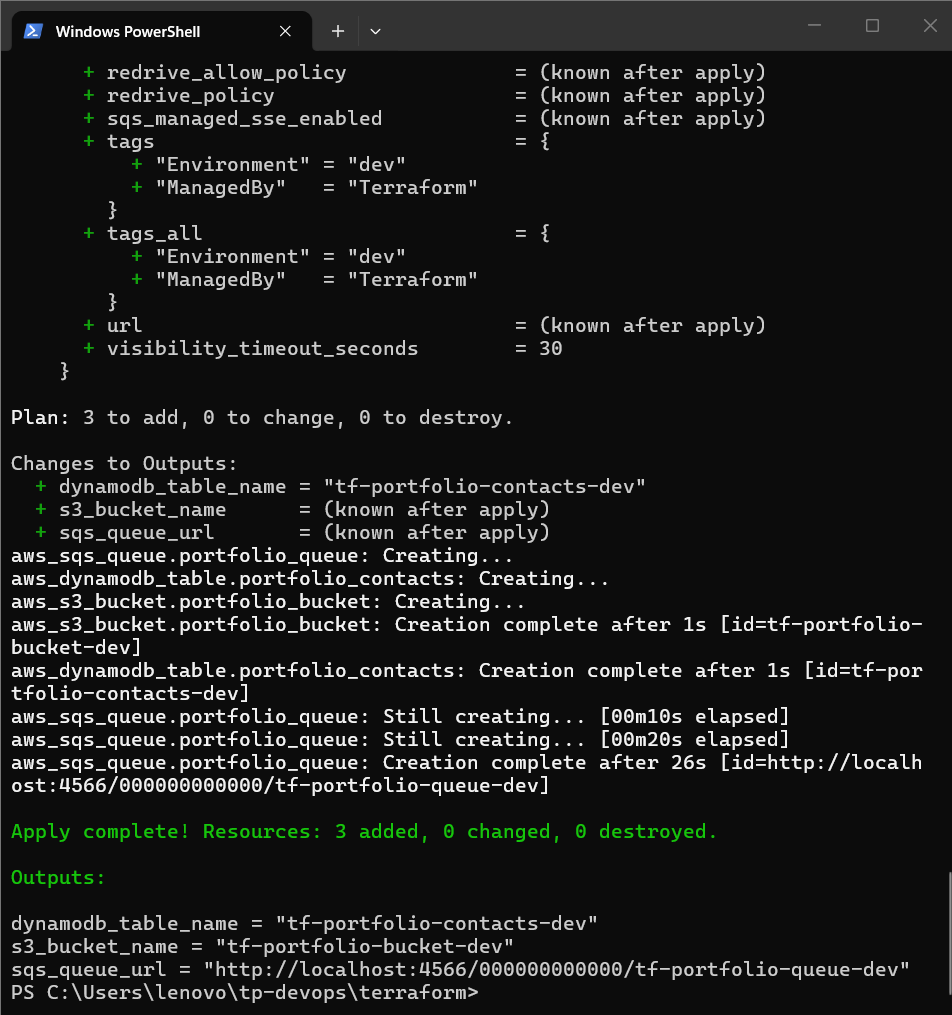 Windows PowerShell
+ redrive_allow_policy = (known after apply)
+ redrive_policy = (known after apply)
+ sqs_managed_sse_enabled = (known after apply)
+ tags = {
+ "Environment" = "dev"
+ "ManagedBy" = "Terraform"
}
+ tags_all = {
+ "Environment" = "dev"
+ "ManagedBy" = "Terraform"
}
+ url = (known after apply)
+ visibility_timeout_seconds = 30
}
Plan: 3 to add, 0 to change, 0 to destroy.
Changes to Outputs:
+ dynamodb_table_name = "tf-portfolio-contacts-dev"
+ s3_bucket_name = (known after apply)
+ sqs_queue_url = (known after apply)
aws_sqs_queue.portfolio_queue: Creating...
aws_dynamodb_table.portfolio_contacts: Creating...
aws_s3_bucket.portfolio_bucket: Creating...
aws_s3_bucket.portfolio_bucket: Creation complete after 1s [id=tf-portfolio-
bucket-dev]
aws_dynamodb_table.portfolio_contacts: Creation complete after 1s [id=tf-por
tfolio-contacts-dev]
aws_sqs_queue.portfolio_queue: Still creating... [00m10s elapsed]
aws_sqs_queue.portfolio_queue: Still creating... [00m20s elapsed]
aws_sqs_queue.portfolio_queue: Creation complete after 26s [id=http://localh
ost:4566/000000000000/tf-portfolio-queue-dev]
Apply complete! Resources: 3 added, 0 changed, 0 destroyed.
Outputs:
dynamodb_table_name = "tf-portfolio-contacts-dev"
s3_bucket_name = "tf-portfolio-bucket-dev"
sqs_queue_url = "http://localhost:4566/000000000000/tf-portfolio-queue-dev"
PS C:\Users\lenovo\tp-devops\terraform>